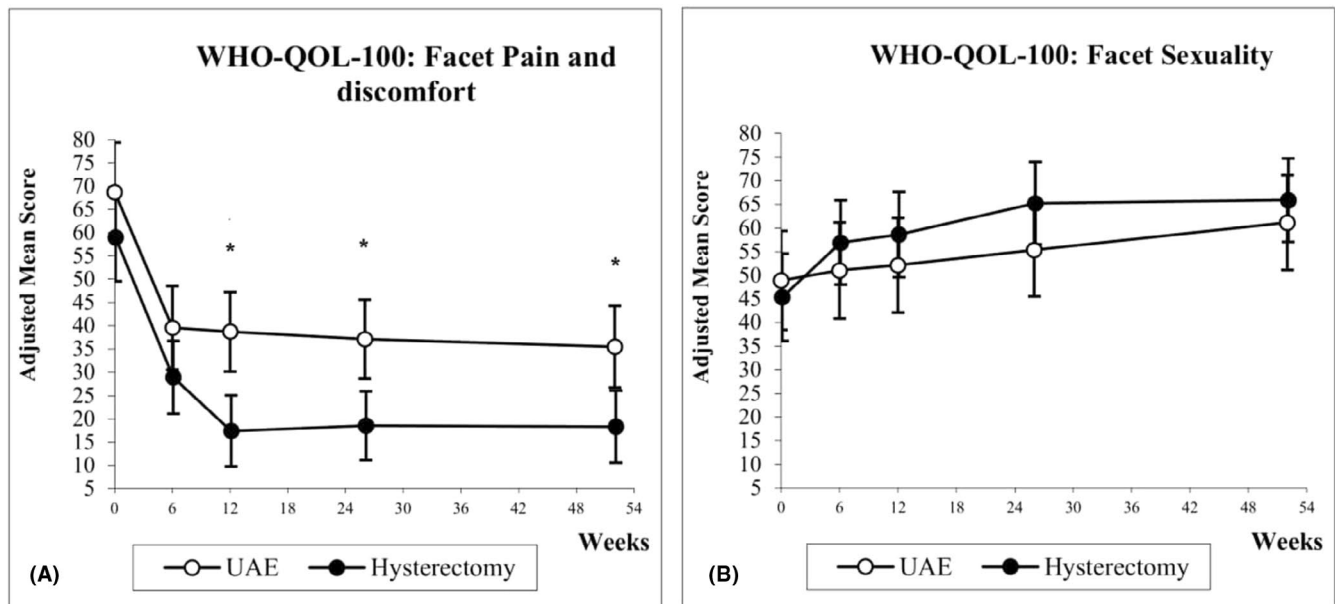 WHO-QOL-100: Facet Pain and
discomfort
Adjusted Mean Score
80
75
70
65
60
55
50
45
40
35
30
25
20
15
10
5
*
*
*
0 6 12 18 24 30 36 42 48 54
Weeks
(A)
UAE Hysterectomy
WHO-QOL-100: Facet Sexuality
Adjusted Mean Score
80
75
70
65
60
55
50
45
40
35
30
25
20
15
10
5
0 6 12 18 24 30 36 42 48 54
Weeks
(B)
UAE Hysterectomy